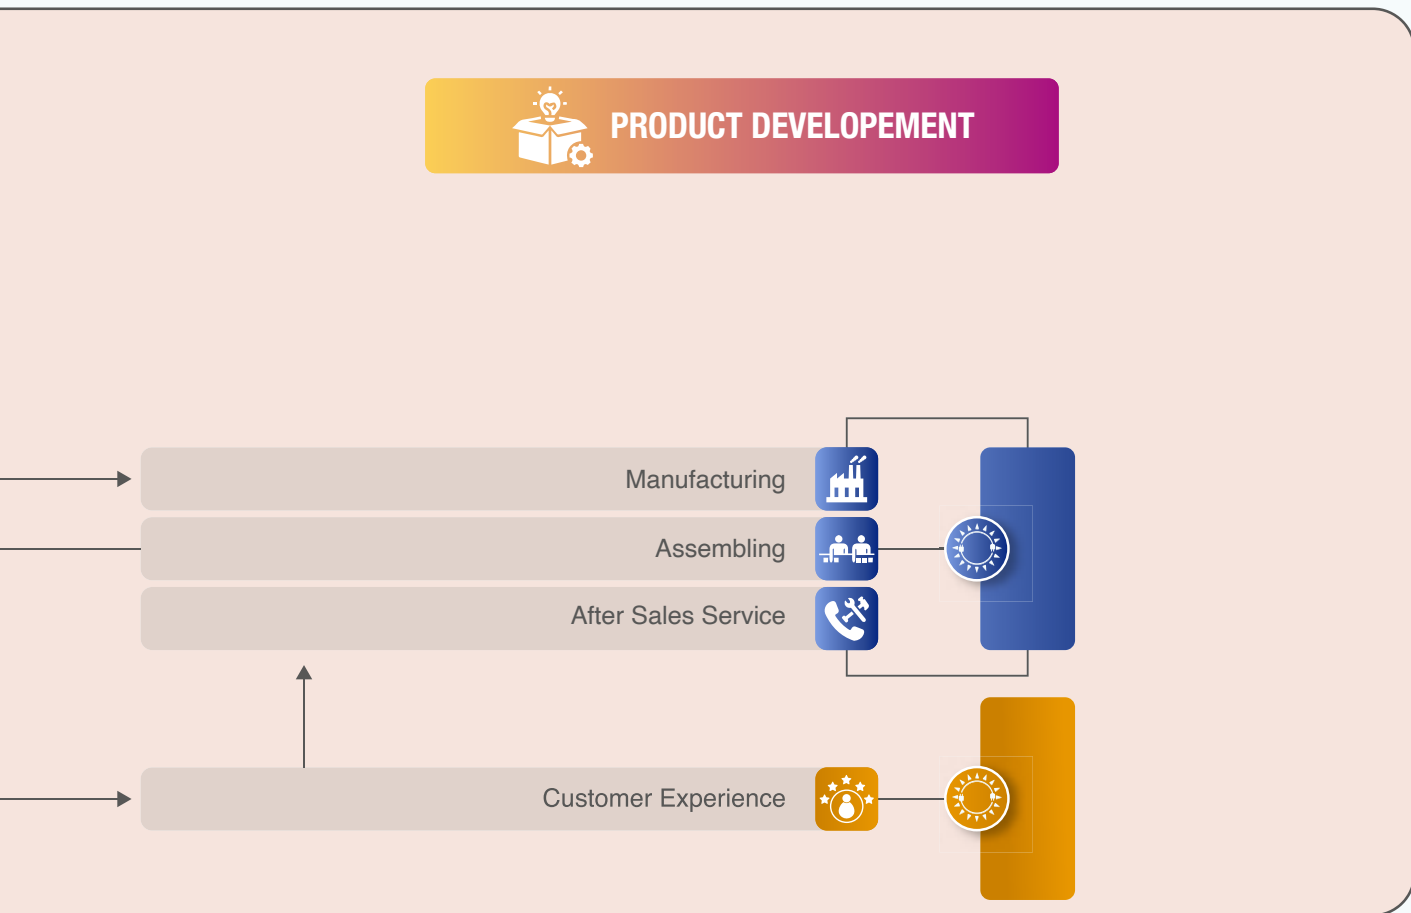 PRODUCT DEVELOPEMENT
Manufacturing
Assembling
After Sales Service
Customer Experience